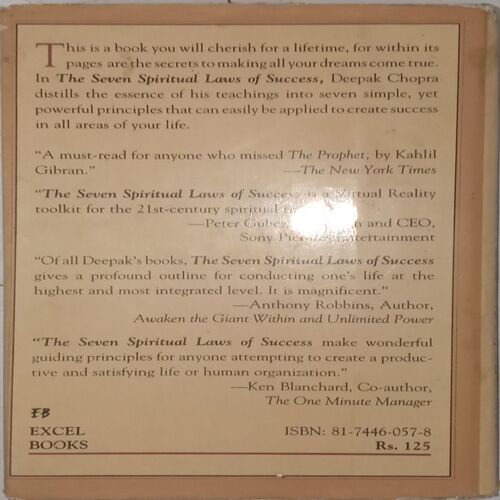 This is a book you will cherish for a lifetime, for within its
pages are the secrets to making all your dreams come true.
In The Seven Spiritual Laws of Success, Deepak Chopra
distills the essence of his teachings into seven simple, yet
powerful principles that can easily be applied to create success
in all areas of your life.
“A must-read for anyone who missed The Prophet, by Kahlil
Gibran.”
—The New York Times
“The Seven Spiritual Laws of Success is a Virtual Reality
toolkit for the 21st-century spiritual
—Peter Guber, and CEO,
Sony Pictures Entertainment
“Of all Deepak’s books, The Seven Spiritual Laws of Success
gives a profound outline for conducting one’s life at the
highest and most integrated level. It is magnificent.”
—Anthony Robbins, Author,
Awaken the Giant Within and Unlimited Power
“The Seven Spiritual Laws of Success make wonderful
guiding principles for anyone attempting to create a produc-
tive and satisfying life or human organization.”
—Ken Blanchard, Co-author,
The One Minute Manager
EB
EXCEL
BOOKS
ISBN: 81-7446-057-8
Rs. 125